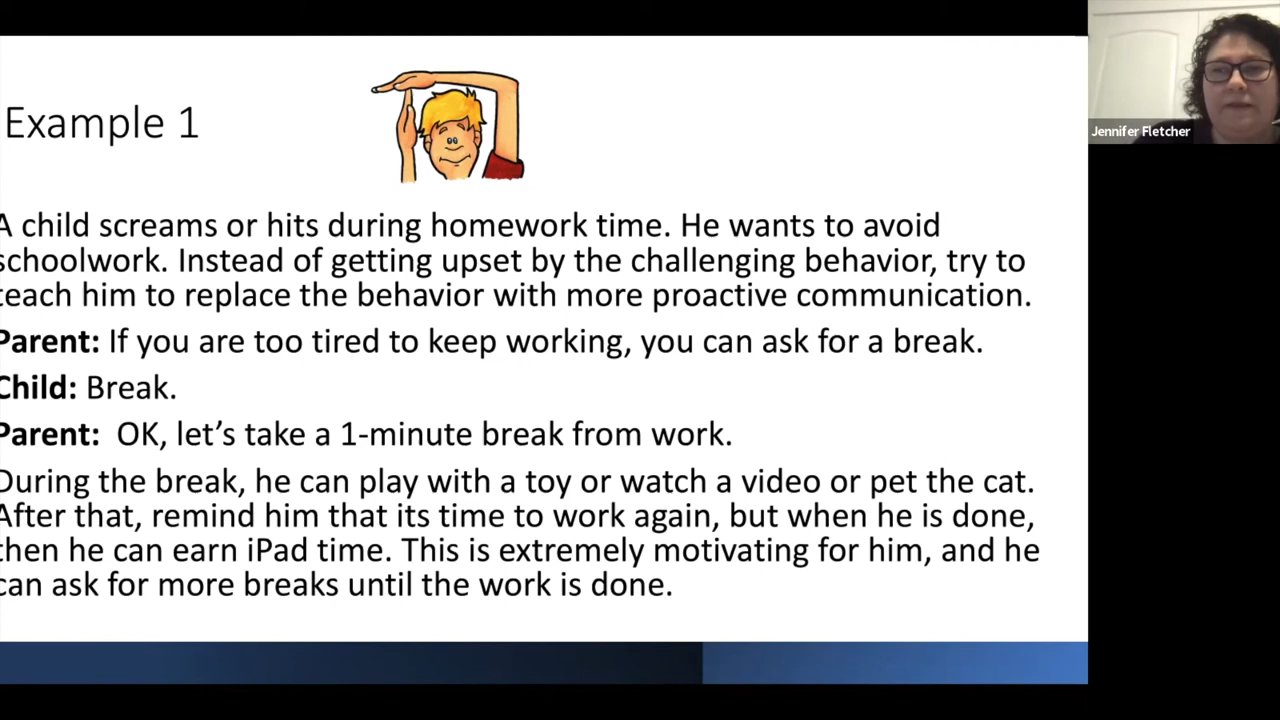 Example 1
Jennifer Fletcher
A child screams or hits during homework time. He wants to avoid
schoolwork. Instead of getting upset by the challenging behavior, try to
teach him to replace the behavior with more proactive communication.
Parent: If you are too tired to keep working, you can ask for a break.
Child: Break.
Parent: OK, let’s take a 1-minute break from work.
During the break, he can play with a toy or watch a video or pet the cat.
After that, remind him that its time to work again, but when he is done,
then he can earn iPad time. This is extremely motivating for him, and he
can ask for more breaks until the work is done.